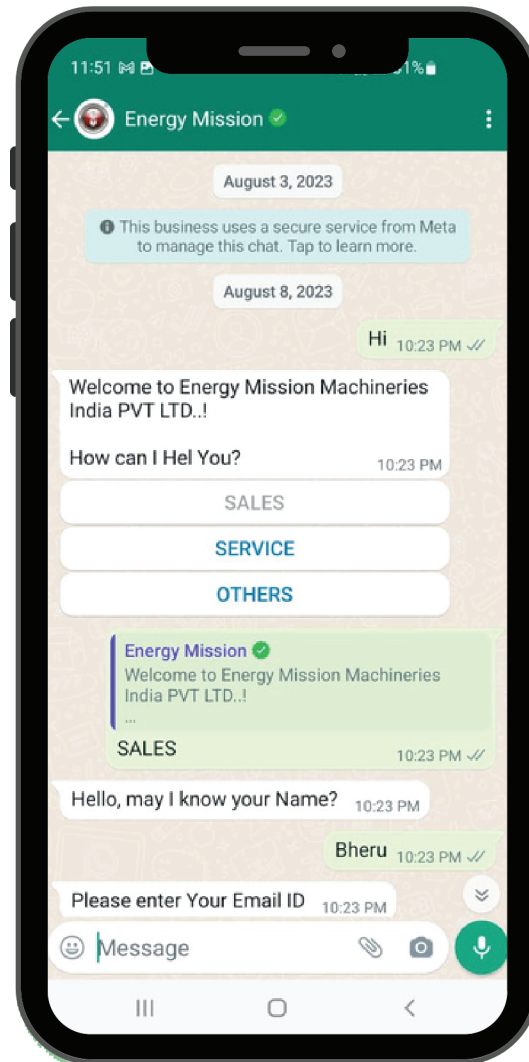 11:51
1%
Energy Mission
August 3, 2023
This business uses a secure service from Meta
to manage this chat. Tap to learn more.
August 8, 2023
Hi 10:23 PM
Welcome to Energy Mission Machineries
India PVT LTD..!
How can I Hel You? 10:23 PM
SALES
SERVICE
OTHERS
Energy Mission
Welcome to Energy Mission Machineries
India PVT LTD..!
...
SALES 10:23 PM
Hello, may I know your Name? 10:23 PM
Bheru 10:23 PM
Please enter Your Email ID 10:23 PM
Message